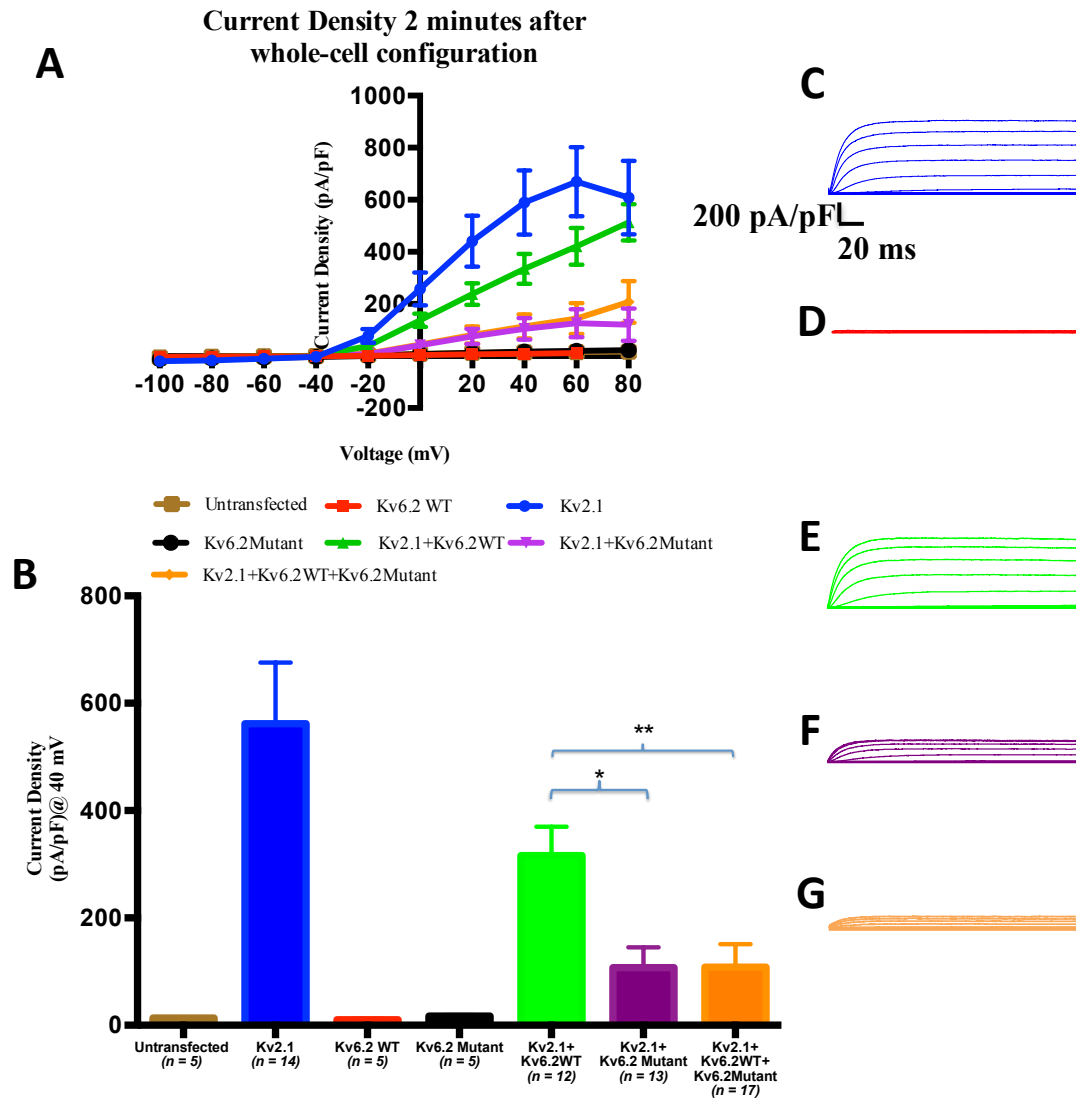 Current Density 2 minutes after
whole-cell configuration
A
Current Density (pA/pF)
1000
800
600
400
200
-200
-100 -80 -60 -40 -20 20 40 60 80
Voltage (mV)
Untransfected Kv6.2 WT Kv2.1
Kv6.2Mutant Kv2.1+Kv6.2WT Kv2.1+Kv6.2Mutant
Kv2.1+Kv6.2WT+Kv6.2Mutant
B
Current Density
(pA/pF)@ 40 mV
800
600
400
200
0
**
*
Untransfected
(n = 5)
Kv2.1
(n = 14)
Kv6.2 WT
(n = 5)
Kv6.2 Mutant
(n = 5)
Kv2.1+
Kv6.2WT
(n = 12)
Kv2.1+
Kv6.2 Mutant
(n = 13)
Kv2.1+
Kv6.2WT+
Kv6.2Mutant
(n = 17)
C
200 pA/pF
20 ms
D
E
F
G